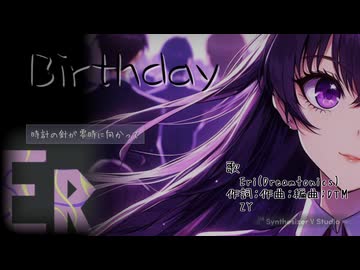 Birthday
時計の針が零時に向かって
ER
歌
Eri(Dreamtonics)
作詞;作曲;編曲;DTM
ZY
Synthesizer V Studio